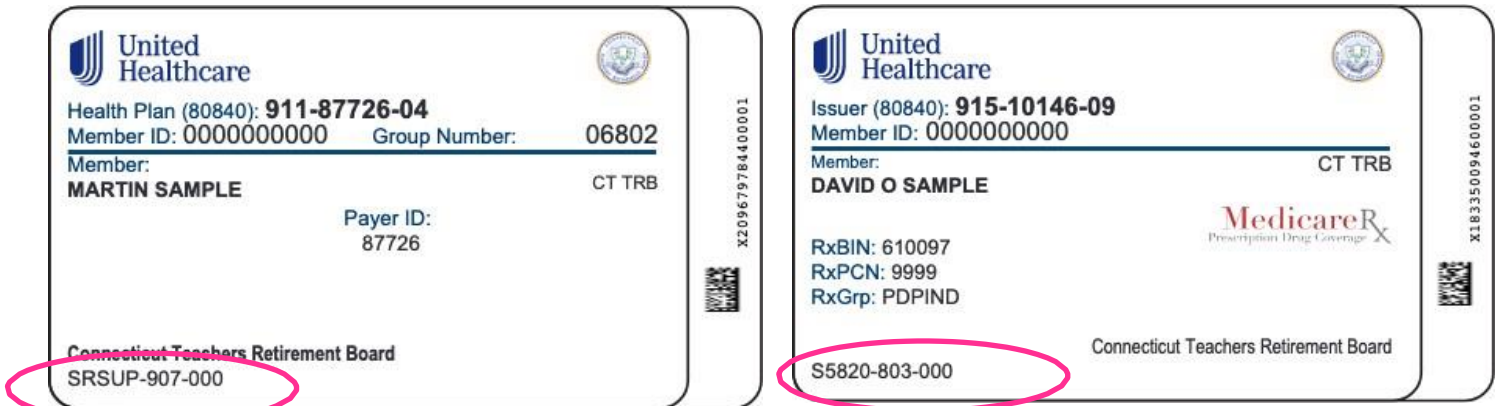 United
Healthcare
Health Plan (80840): 911-87726-04
Member ID: 0000000000 Group Number: 06802
Member:
MARTIN SAMPLE
CT TRB
Payer ID:
87726
Connecticut Teachers Retirement Board
SRSUP-907-000
X209679784400001
United
Healthcare
Issuer (80840): 915-10146-09
Member ID: 0000000000
Member:
CT TRB
DAVID O SAMPLE
MedicareRx
Prescription Drug Coverage
RxBIN: 610097
RxPCN: 9999
RxGrp: PDPIND
Connecticut Teachers Retirement Board
S5820-803-000
X183350094600001